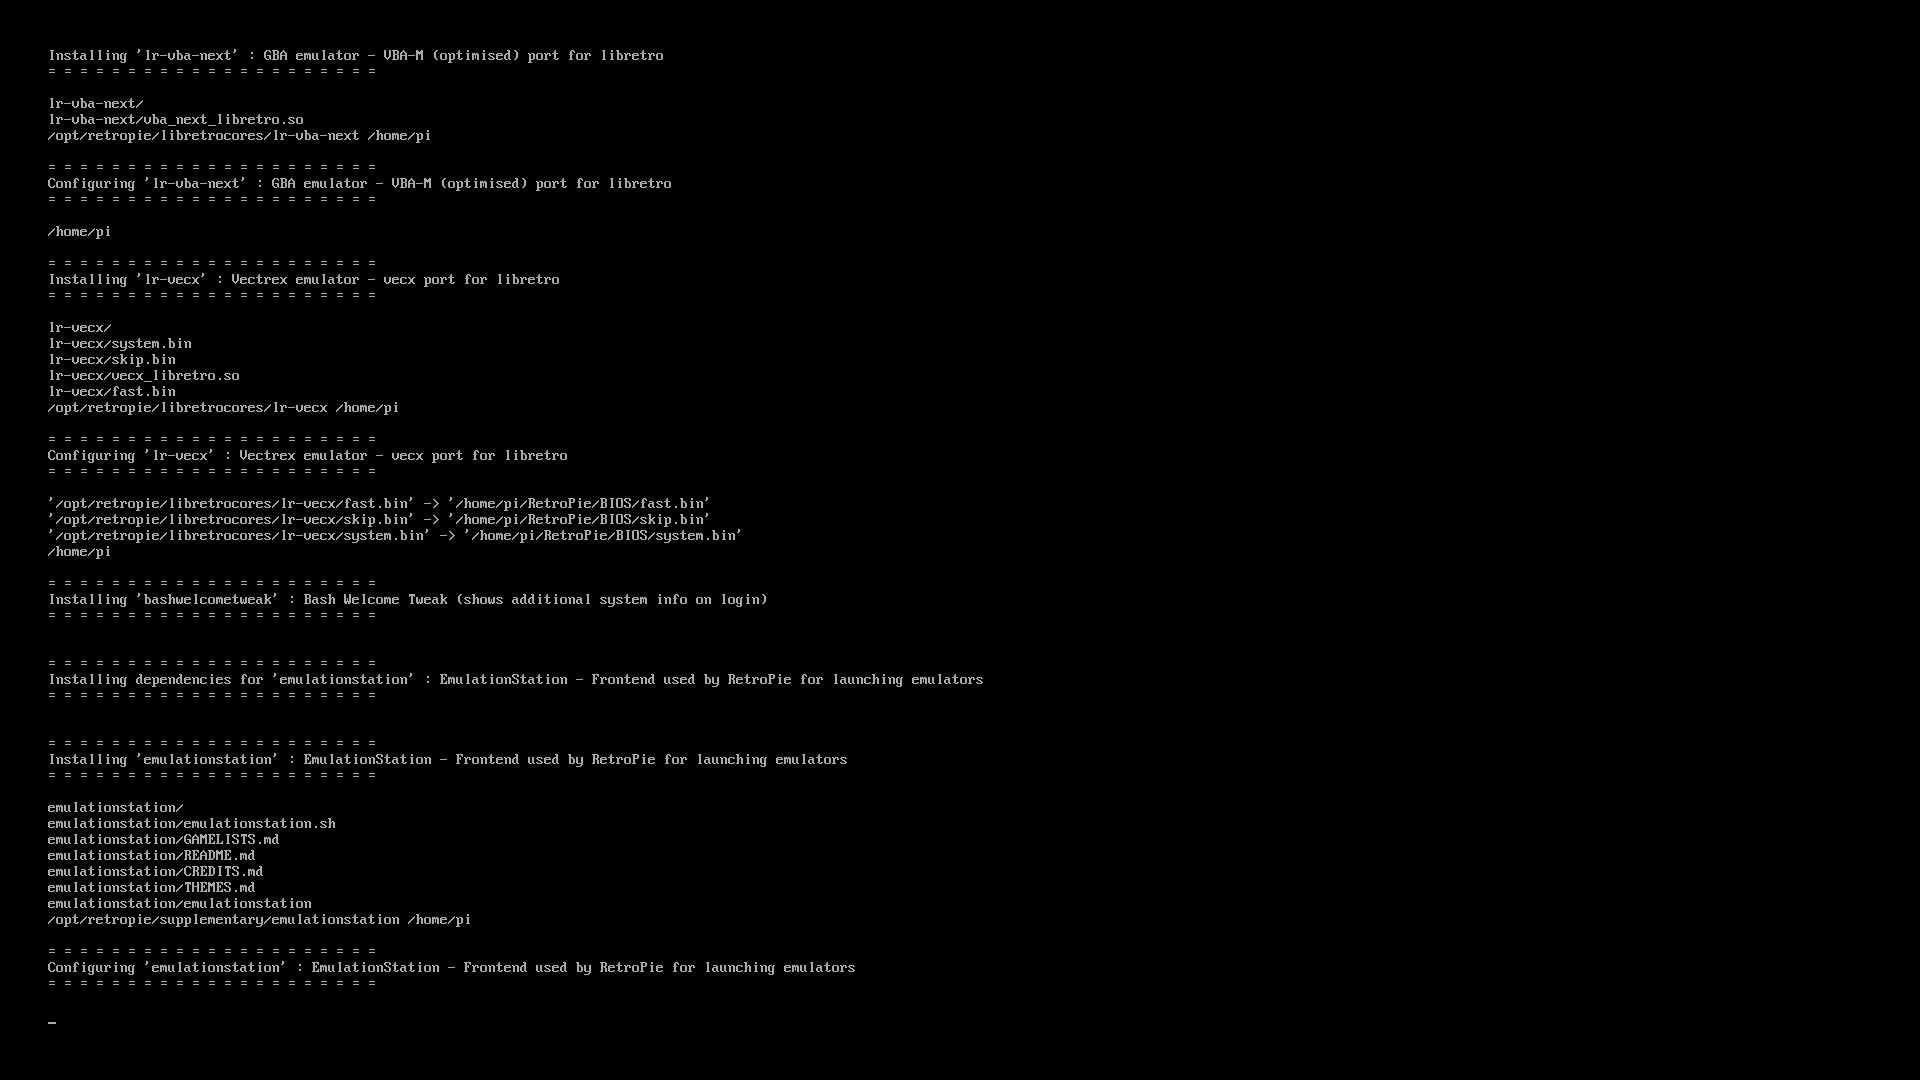 Installing 'lr-vba-next' : GBA emulator - VBA-M (optimised) port for libretro
= = = = = = = = = = = = = = = = = = = = =
lr-vba-next/
lr-vba-next/vba_next_libretro.so
/opt/retropie/libretrocores/lr-vba-next /home/pi
= = = = = = = = = = = = = = = = = = = = =
Configuring 'lr-vba-next' : GBA emulator - VBA-M (optimised) port for libretro
= = = = = = = = = = = = = = = = = = = = =
/home/pi
= = = = = = = = = = = = = = = = = = = = =
Installing 'lr-vecx' : Vectrex emulator - vecx port for libretro
= = = = = = = = = = = = = = = = = = = = =
lr-vecx/
lr-vecx/system.bin
lr-vecx/skip.bin
lr-vecx/vecx_libretro.so
lr-vecx/fast.bin
/opt/retropie/libretrocores/lr-vecx /home/pi
= = = = = = = = = = = = = = = = = = = = =
Configuring 'lr-vecx' : Vectrex emulator - vecx port for libretro
= = = = = = = = = = = = = = = = = = = = =
'/opt/retropie/libretrocores/lr-vecx/fast.bin' -> '/home/pi/RetroPie/BIOS/fast.bin'
'/opt/retropie/libretrocores/lr-vecx/skip.bin' -> '/home/pi/RetroPie/BIOS/skip.bin'
'/opt/retropie/libretrocores/lr-vecx/system.bin' -> '/home/pi/RetroPie/BIOS/system.bin'
/home/pi
= = = = = = = = = = = = = = = = = = = = =
Installing 'bashwelcometweak' : Bash Welcome Tweak (shows additional system info on login)
= = = = = = = = = = = = = = = = = = = = =
= = = = = = = = = = = = = = = = = = = = =
Installing dependencies for 'emulationstation' : EmulationStation - Frontend used by RetroPie for launching emulators
= = = = = = = = = = = = = = = = = = = = =
= = = = = = = = = = = = = = = = = = = = =
Installing 'emulationstation' : EmulationStation - Frontend used by RetroPie for launching emulators
= = = = = = = = = = = = = = = = = = = = =
emulationstation/
emulationstation/emulationstation.sh
emulationstation/GAMELISTS.md
emulationstation/README.md
emulationstation/CREDITS.md
emulationstation/THEMES.md
emulationstation/emulationstation
/opt/retropie/supplementary/emulationstation /home/pi
= = = = = = = = = = = = = = = = = = = = =
Configuring 'emulationstation' : EmulationStation - Frontend used by RetroPie for launching emulators
= = = = = = = = = = = = = = = = = = = = =
_